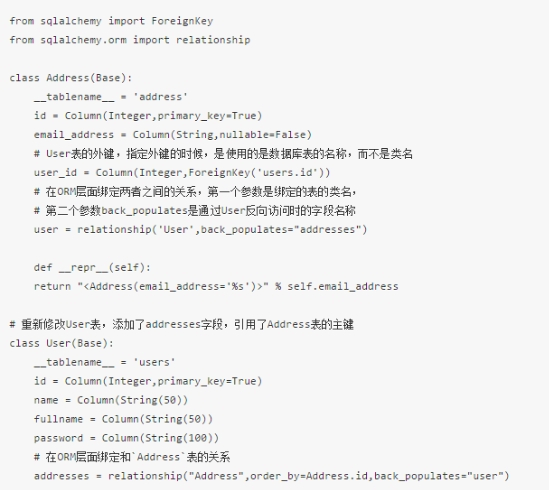 from sqlalchemy import ForeignKey
from sqlalchemy.orm import relationship
class Address(Base):
__tablename__ = 'address'
id = Column(Integer,primary_key=True)
email_address = Column(String,nullable=False)
# User表的外键，指定外键的时候，是使用的是数据库表的名称，而不是类名
user_id = Column(Integer,ForeignKey('users.id'))
# 在ORM层面绑定两者之间的关系，第一个参数是绑定的表的类名，
# 第二个参数back_populates是通过User反向访问时的字段名称
user = relationship('User',back_populates="addresses")
def __repr__(self):
return "<Address(email_address='%s')>" % self.email_address
# 重新修改User表，添加了addresses字段，引用了Address表的主键
class User(Base):
__tablename__ = 'users'
id = Column(Integer,primary_key=True)
name = Column(String(50))
fullname = Column(String(50))
password = Column(String(100))
# 在ORM层面绑定和`Address`表的关系
addresses = relationship("Address",order_by=Address.id,back_populates="user")